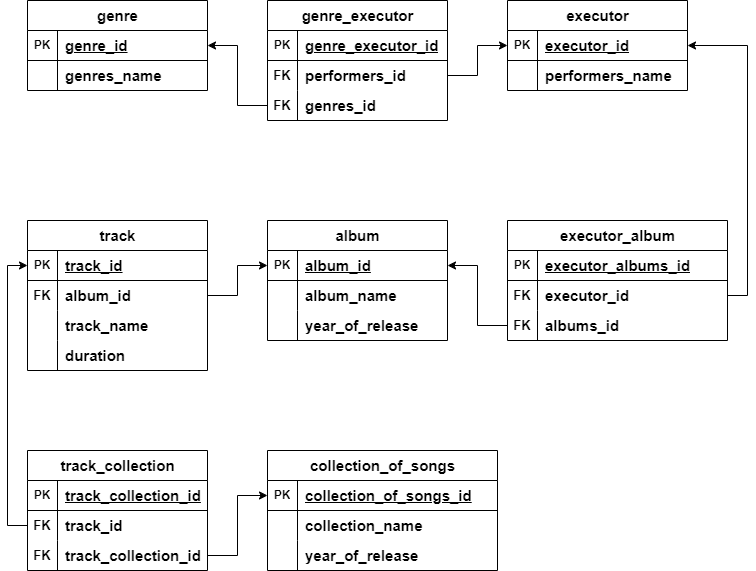 genre
PK genre_id
genres_name
genre_executor
PK genre_executor_id
FK performers_id
FK genres_id
executor
PK executor_id
performers_name
track
PK track_id
FK album_id
track_name
duration
album
PK album_id
album_name
year_of_release
executor_album
PK executor_albums_id
FK executor_id
FK albums_id
track_collection
PK track_collection_id
FK track_id
FK track_collection_id
collection_of_songs
PK collection_of_songs_id
collection_name
year_of_release